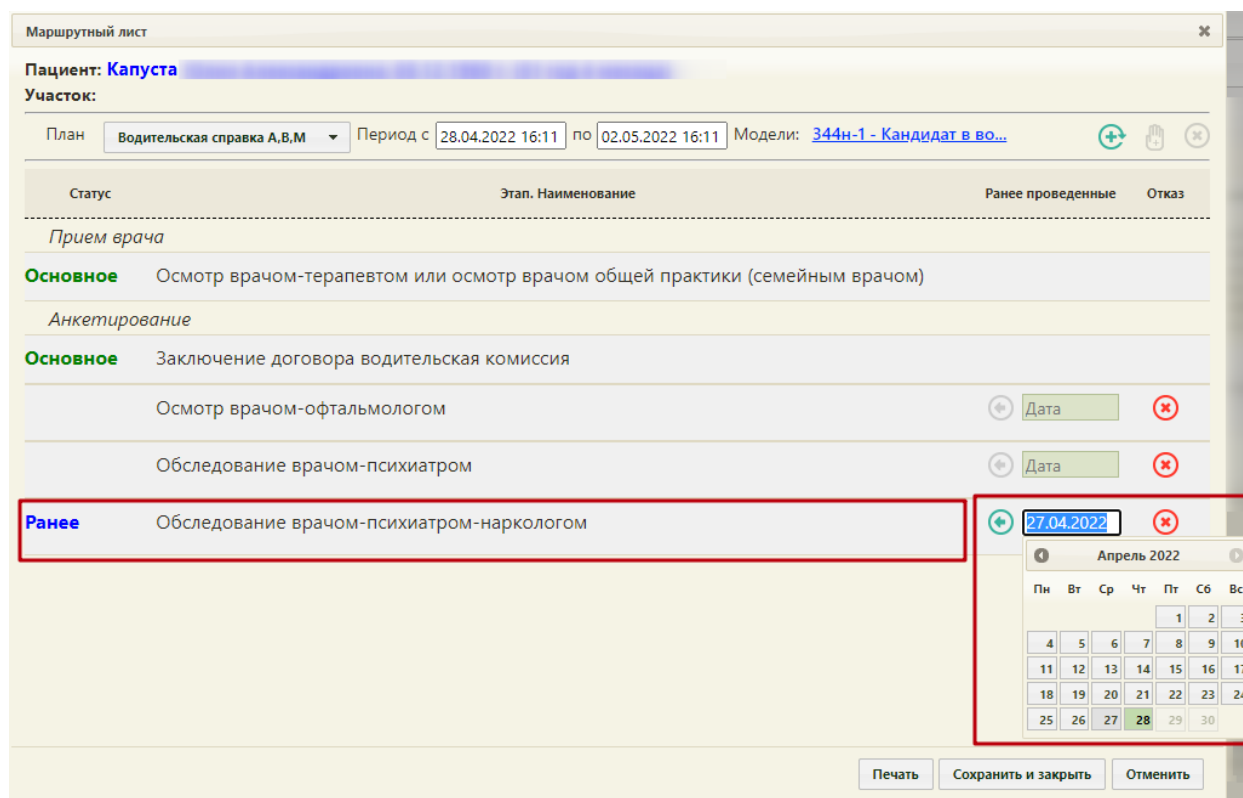 Маршрутный лист
Пациент: Капуста
Участок:
План Водительская справка А,В,М Период с 28.04.2022 16:11 по 02.05.2022 16:11 Модели: 344н-1 - Кандидат в во...
Статус Этап. Наименование Ранее проведенные Отказ
Прием врача
Основное Осмотр врачом-терапевтом или осмотр врачом общей практики (семейным врачом)
Анкетирование
Основное Заключение договора водительская комиссия
Осмотр врачом-офтальмологом Дата
Обследование врачом-психиатром Дата
Ранее Обследование врачом-психиатром-наркологом 27.04.2022
Апрель 2022
Пн Вт Ср Чт Пт Сб Вс
1 2 3
4 5 6 7 8 9 10
11 12 13 14 15 16 17
18 19 20 21 22 23 24
25 26 27 28 29 30
Печать Сохранить и закрыть Отменить